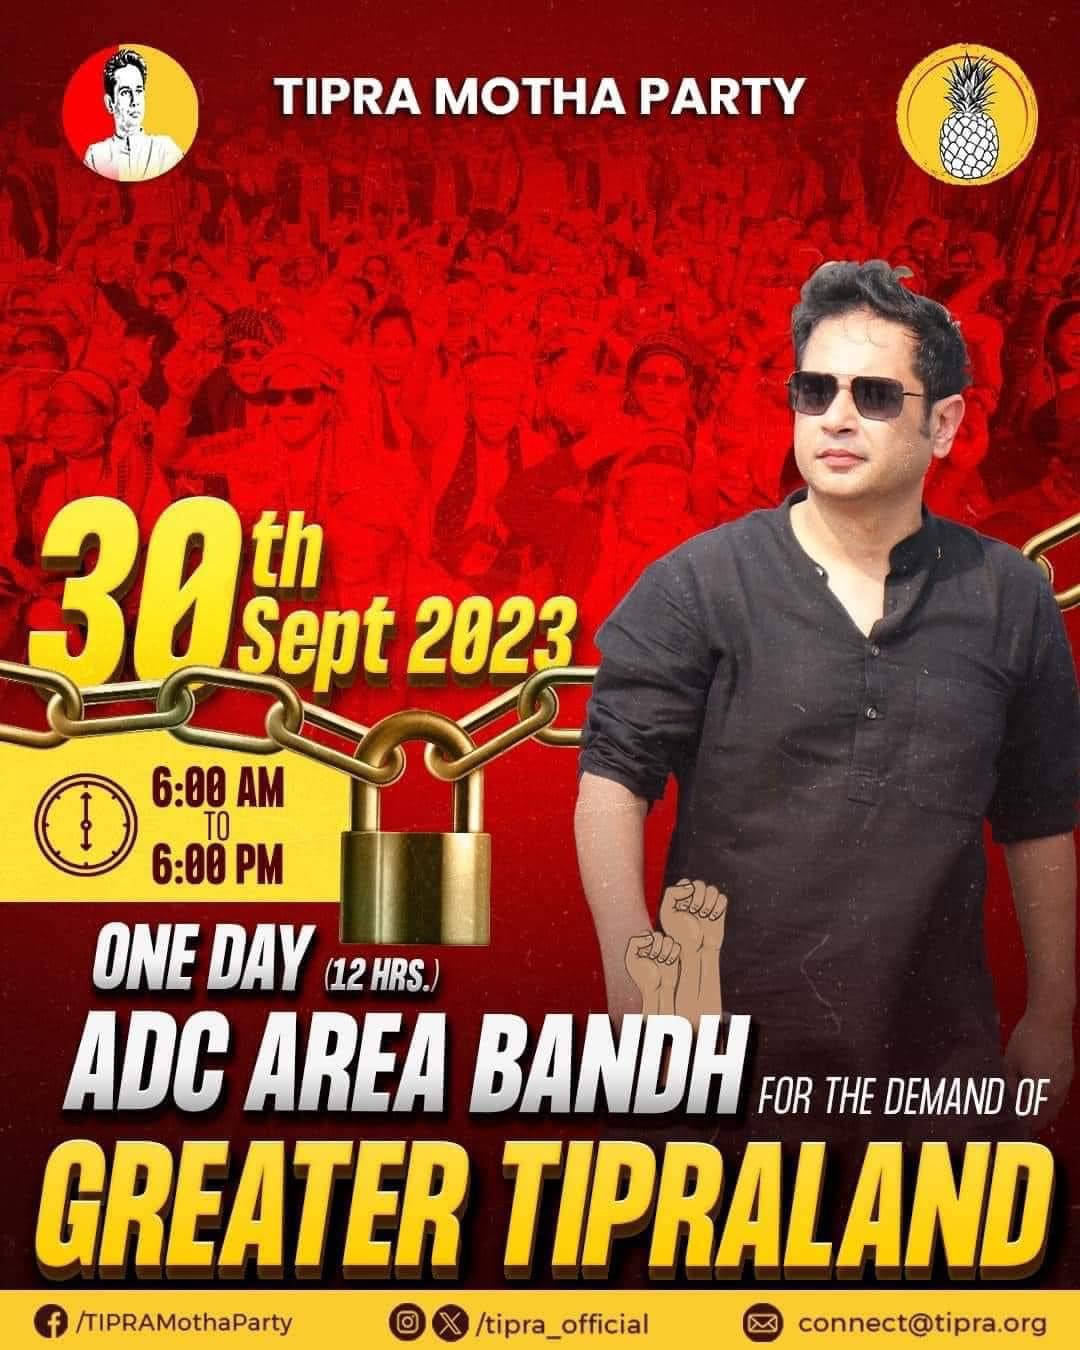 TIPRA MOTHA PARTY
30th
Sept 2023
6:00 AM
TO
6:00 PM
ONE DAY (12 HRS.)
ADC AREA BANDH FOR THE DEMAND OF
GREATER TIPRALAND
/TIPRAMothaParty /tipra_official connect@tipra.org